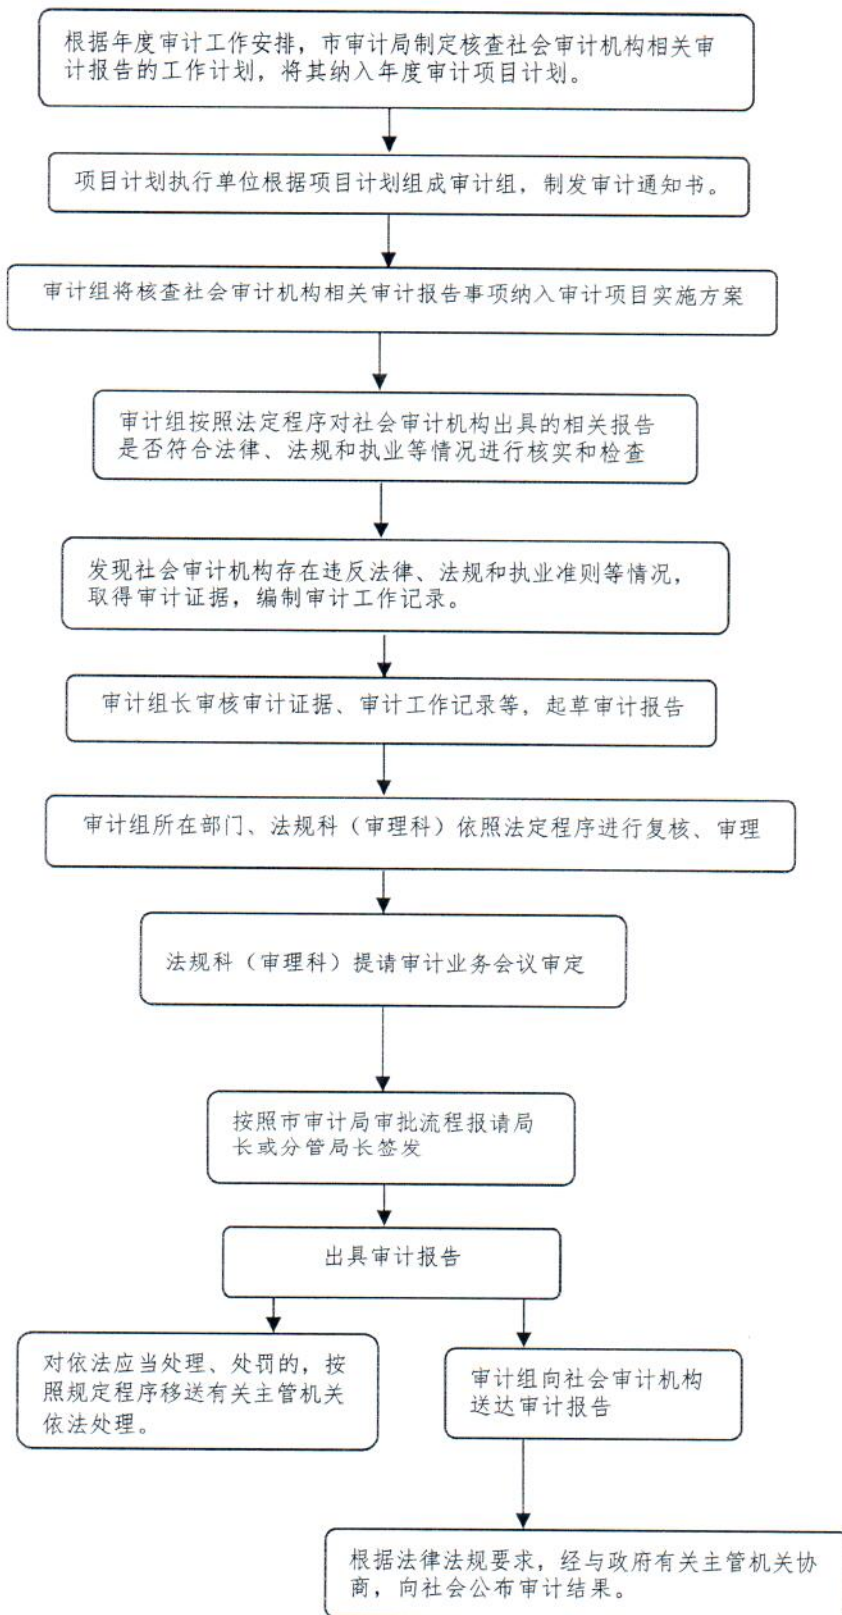 根据年度审计工作安排，市审计局制定核查社会审计机构相关审
计报告的工作计划，将其纳入年度审计项目计划。
项目计划执行单位根据项目计划组成审计组，制发审计通知书。
审计组将核查社会审计机构相关审计报告事项纳入审计项目实施方案
审计组按照法定程序对社会审计机构出具的相关报告
是否符合法律、法规和执业等情况进行核实和检查
发现社会审计机构存在违反法律、法规和执业准则等情况，
取得审计证据，编制审计工作记录。
审计组长审核审计证据、审计工作记录等，起草审计报告
审计组所在部门、法规科（审理科）依照法定程序进行复核、审理
法规科（审理科）提请审计业务会议审定
按照市审计局审批流程报请局
长或分管局长签发
出具审计报告
对依法应当处理、处罚的，按
照规定程序移送有关主管机关
依法处理。
审计组向社会审计机构
送达审计报告
根据法律法规要求，经与政府有关主管机关协
商，向社会公布审计结果。